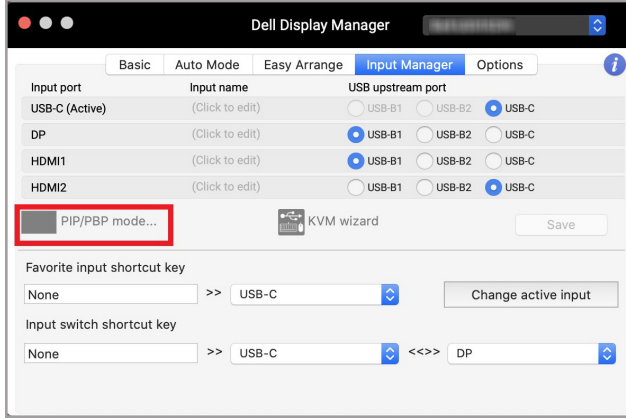 Dell Display Manager
Basic Auto Mode Easy Arrange Input Manager Options i
Input port Input name USB upstream port
USB-C (Active) (Click to edit) USB-B1 USB-B2 USB-C
DP (Click to edit) USB-B1 USB-B2 USB-C
HDMI1 (Click to edit) USB-B1 USB-B2 USB-C
HDMI2 (Click to edit) USB-B1 USB-B2 USB-C
PIP/PBP mode... KVM wizard Save
Favorite input shortcut key
None >> USB-C Change active input
Input switch shortcut key
None >> USB-C <<>> DP